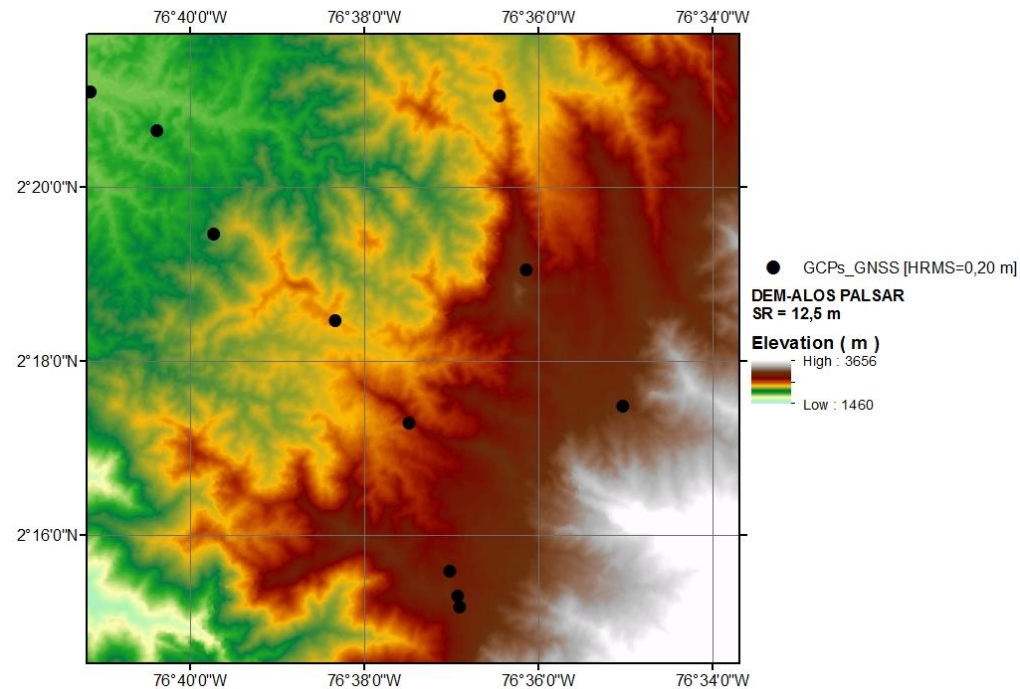 76°40'0"W 76°38'0"W 76°36'0"W 76°34'0"W
2°20'0"N
2°18'0"N
2°16'0"N
GCPs_GNSS [HRMS=0,20 m]
DEM-ALOS PALSAR
SR = 12,5 m
Elevation ( m )
High : 3656
Low : 1460
76°40'0"W 76°38'0"W 76°36'0"W 76°34'0"W